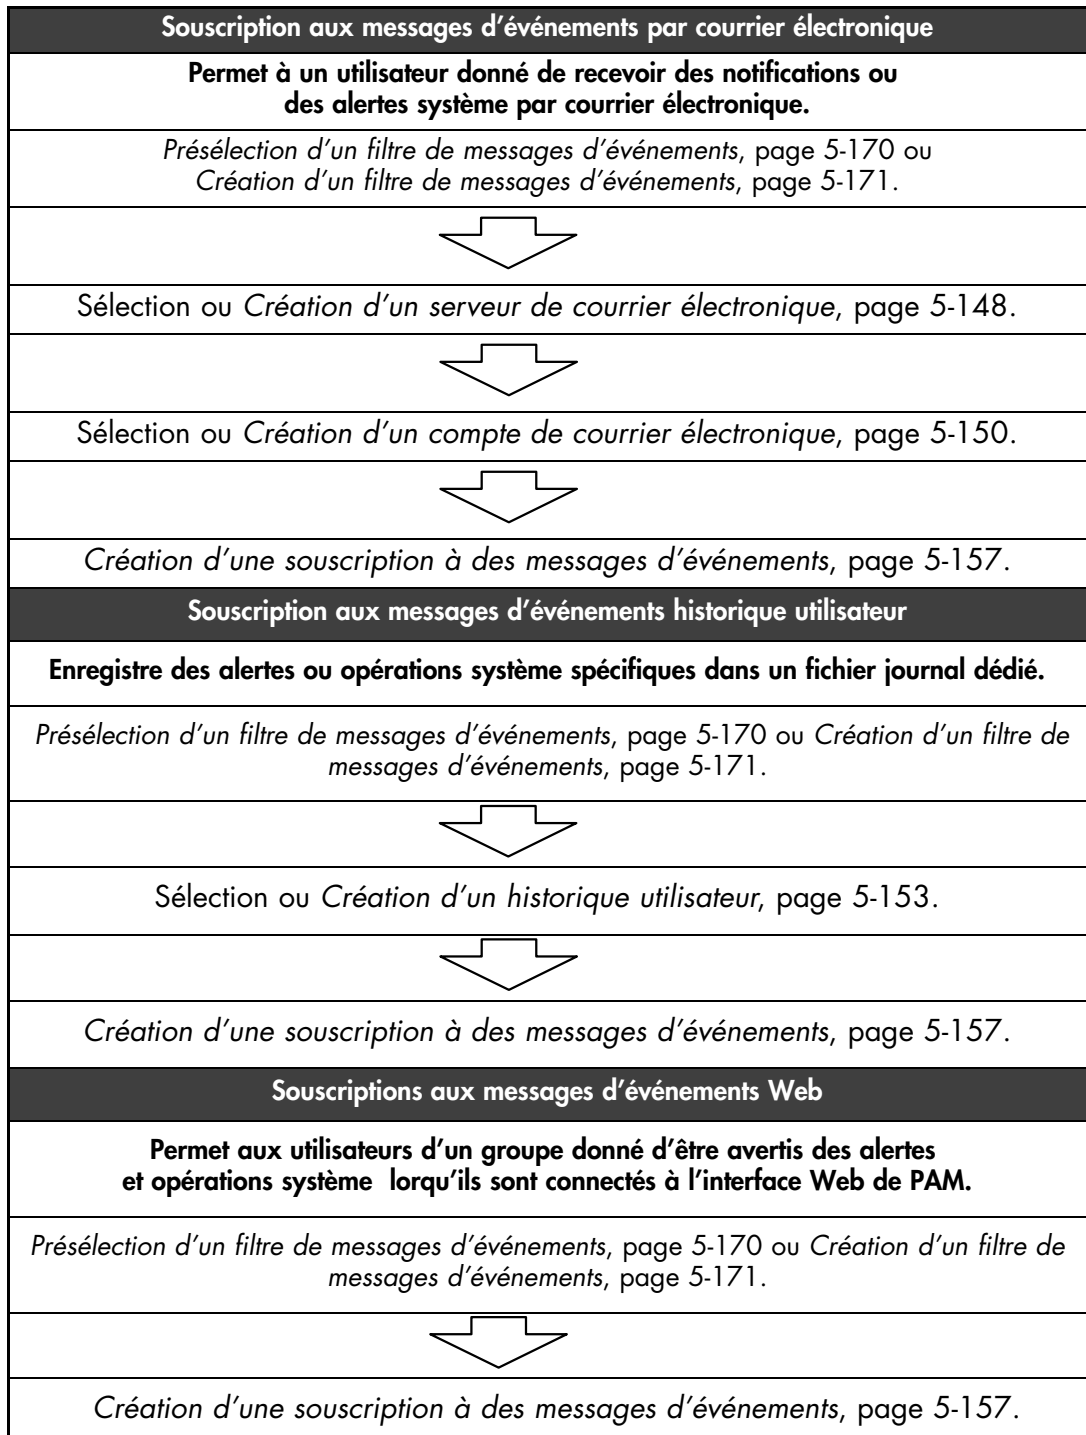 Souscription aux messages d’événements par courrier électronique
Permet à un utilisateur donné de recevoir des notifications ou
des alertes système par courrier électronique.
Présélection d’un filtre de messages d’événements, page 5-170 ou
Création d’un filtre de messages d’événements, page 5-171.
Sélection ou Création d’un serveur de courrier électronique, page 5-148.
Sélection ou Création d’un compte de courrier électronique, page 5-150.
Création d’une souscription à des messages d’événements, page 5-157.
Souscription aux messages d’événements historique utilisateur
Enregistre des alertes ou opérations système spécifiques dans un fichier journal dédié.
Présélection d’un filtre de messages d’événements, page 5-170 ou Création d’un filtre de
messages d’événements, page 5-171.
Sélection ou Création d’un historique utilisateur, page 5-153.
Création d’une souscription à des messages d’événements, page 5-157.
Souscriptions aux messages d’événements Web
Permet aux utilisateurs d’un groupe donné d’être avertis des alertes
et opérations système lorqu’ils sont connectés à l’interface Web de PAM.
Présélection d’un filtre de messages d’événements, page 5-170 ou Création d’un filtre de
messages d’événements, page 5-171.
Création d’une souscription à des messages d’événements, page 5-157.